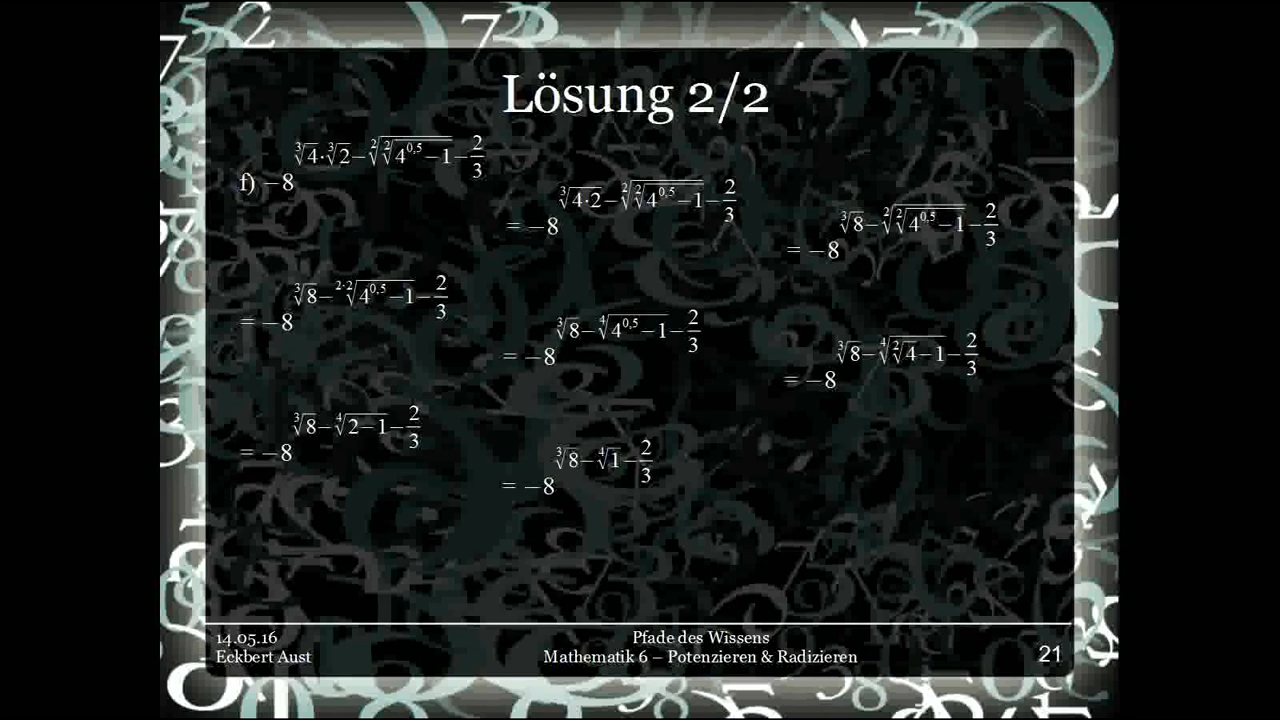 Lösung 2/2
f) −8^(∛4·∛2−²√(²√(4^0,5−1))−2/3)
= −8^(∛(4·2)−²√(²√(4^0,5−1))−2/3)
= −8^(∛8−²√(²√(4^0,5−1))−2/3)
= −8^(∛8−²·²√(4^0,5−1)−2/3)
= −8^(∛8−⁴√(4^0,5−1)−2/3)
= −8^(∛8−⁴√(²√4−1)−2/3)
= −8^(∛8−⁴√(2−1)−2/3)
= −8^(∛8−⁴√1−2/3)
14.05.16
Eckbert Aust
Pfade des Wissens
Mathematik 6 – Potenzieren & Radizieren
21